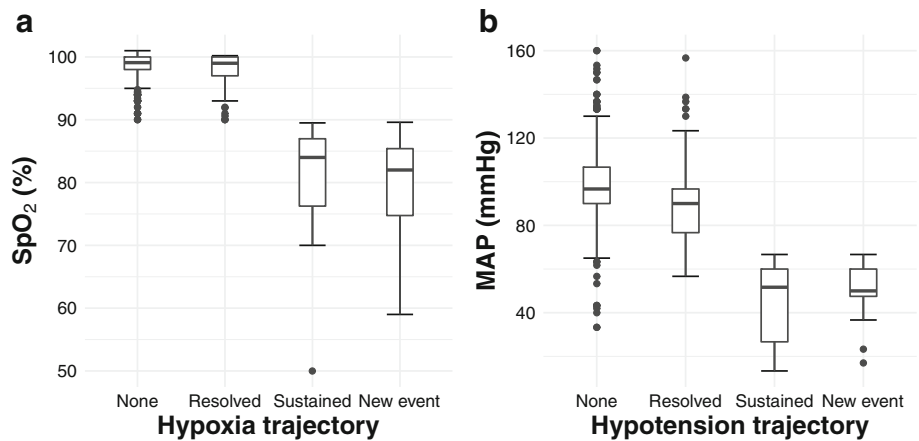 a
100
90
80
70
60
50
SpO₂ (%)
None Resolved Sustained New event
Hypoxia trajectory
b
160
120
80
40
MAP (mmHg)
None Resolved Sustained New event
Hypotension trajectory